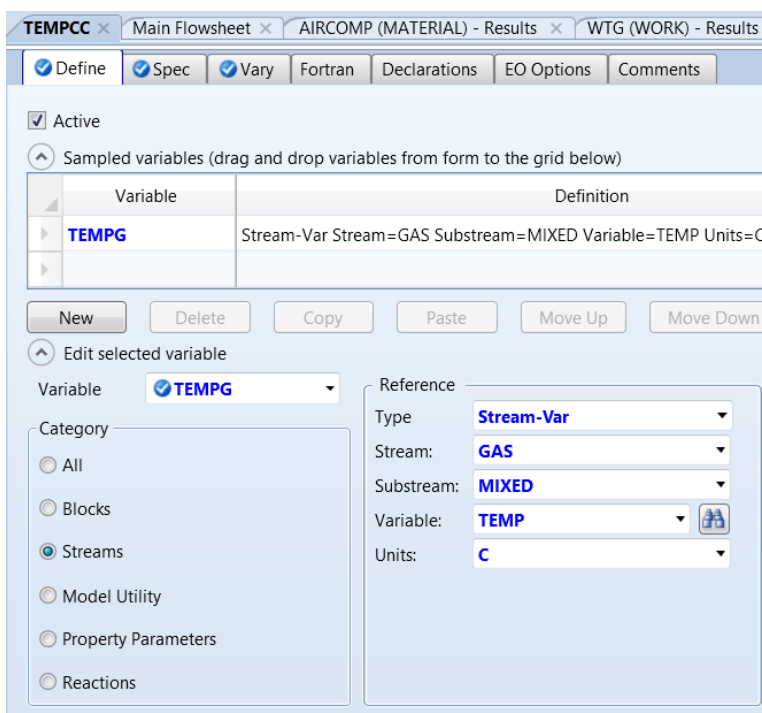 TEMPCC × Main Flowsheet × AIRCOMP (MATERIAL) - Results × WTG (WORK) - Results
Define Spec Vary Fortran Declarations EO Options Comments
Active
Sampled variables (drag and drop variables from form to the grid below)
Variable Definition
TEMPG Stream-Var Stream=GAS Substream=MIXED Variable=TEMP Units=C
New Delete Copy Paste Move Up Move Down
Edit selected variable
Variable TEMPG
Category
All
Blocks
Streams
Model Utility
Property Parameters
Reactions
Reference
Type Stream-Var
Stream: GAS
Substream: MIXED
Variable: TEMP
Units: C